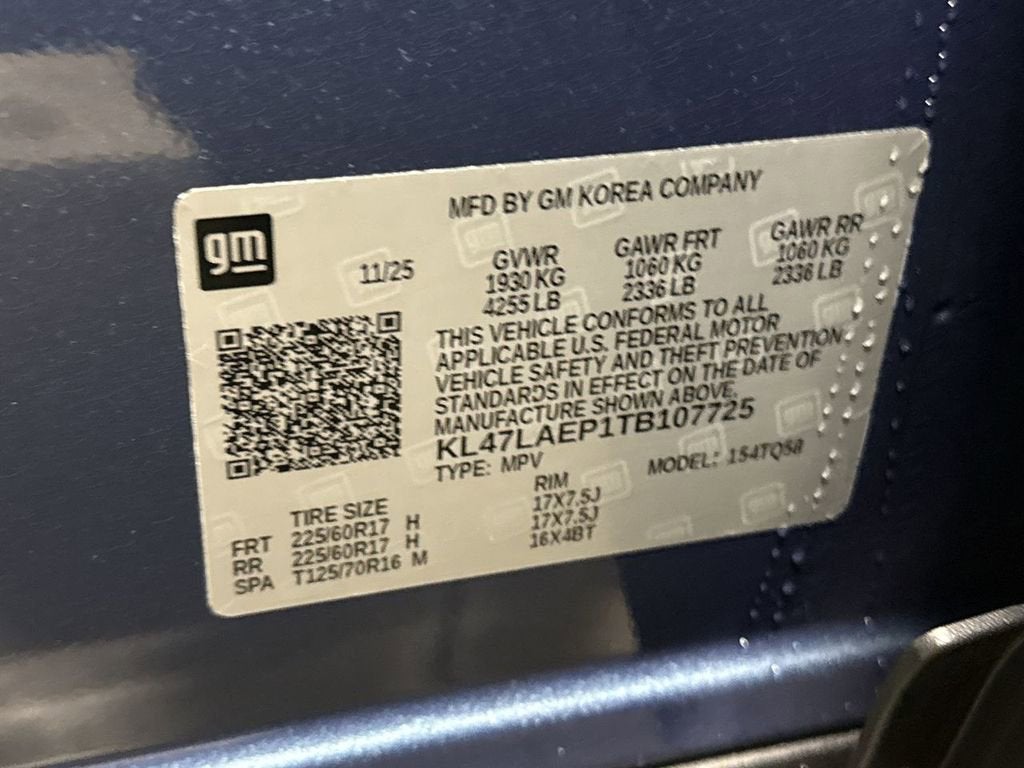 gm
MFD BY GM KOREA COMPANY
11/25
GVWR GAWR FRT GAWR RR
1930 KG 1060 KG 1060 KG
4255 LB 2336 LB 2336 LB
THIS VEHICLE CONFORMS TO ALL
APPLICABLE U.S. FEDERAL MOTOR
VEHICLE SAFETY AND THEFT PREVENTION
STANDARDS IN EFFECT ON THE DATE OF
MANUFACTURE SHOWN ABOVE.
KL47LAEP1TB107725
TYPE: MPV MODEL: 154TQ58
TIRE SIZE RIM
FRT 225/60R17 H 17X7.5J
RR 225/60R17 H 17X7.5J
SPA T125/70R16 M 16X4BT